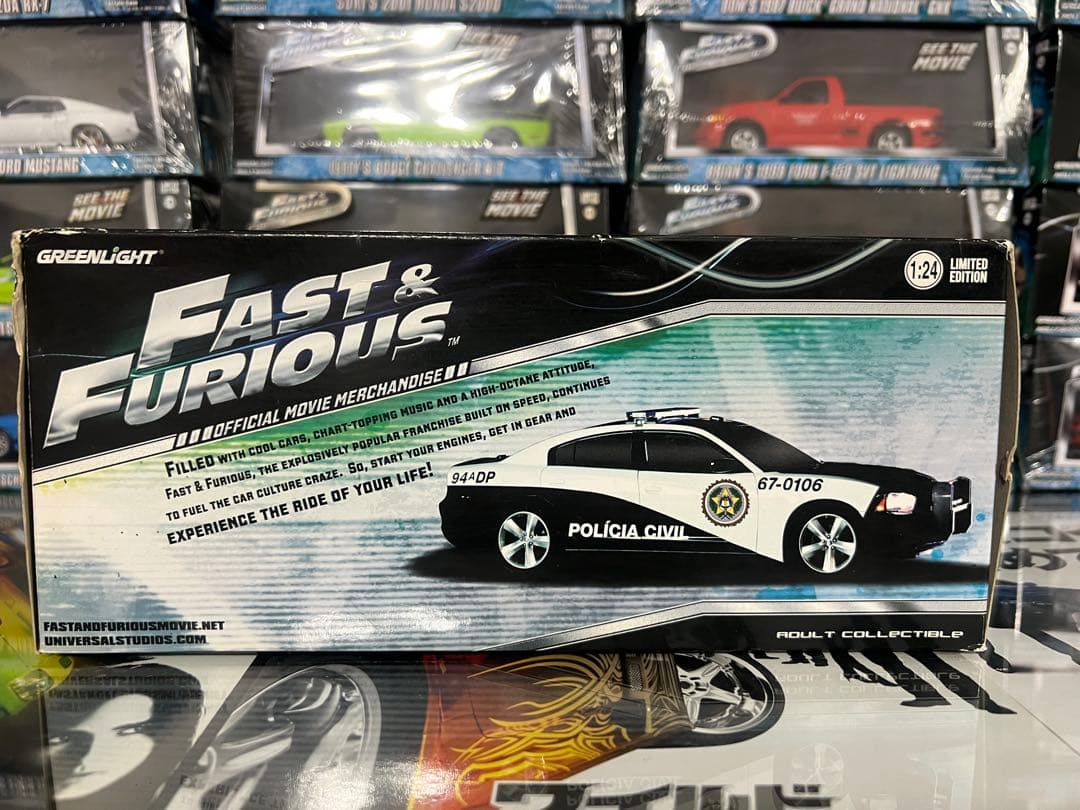 SEE THE
MOVIE
ORD MUSTANG
DODGE CHALLENGER R/T
BRIAN'S 1999 FORD F-150 SVT LIGHTNING
SEE THE
MOVIE
FAST &
FURIOUS
SEE THE
MOVIE
GREENLIGHT
1:24
LIMITED
EDITION
FAST &
FURIOUS™
OFFICIAL MOVIE MERCHANDISE
FILLED WITH COOL CARS, CHART-TOPPING MUSIC AND A HIGH-OCTANE ATTITUDE,
FAST & FURIOUS, THE EXPLOSIVELY POPULAR FRANCHISE BUILT ON SPEED, CONTINUES
TO FUEL THE CAR CULTURE CRAZE. SO, START YOUR ENGINES, GET IN GEAR AND
EXPERIENCE THE RIDE OF YOUR LIFE!
94ᴬDP
67-0106
POLÍCIA CIVIL
FASTANDFURIOUSMOVIE.NET
UNIVERSALSTUDIOS.COM
ADULT COLLECTIBLE